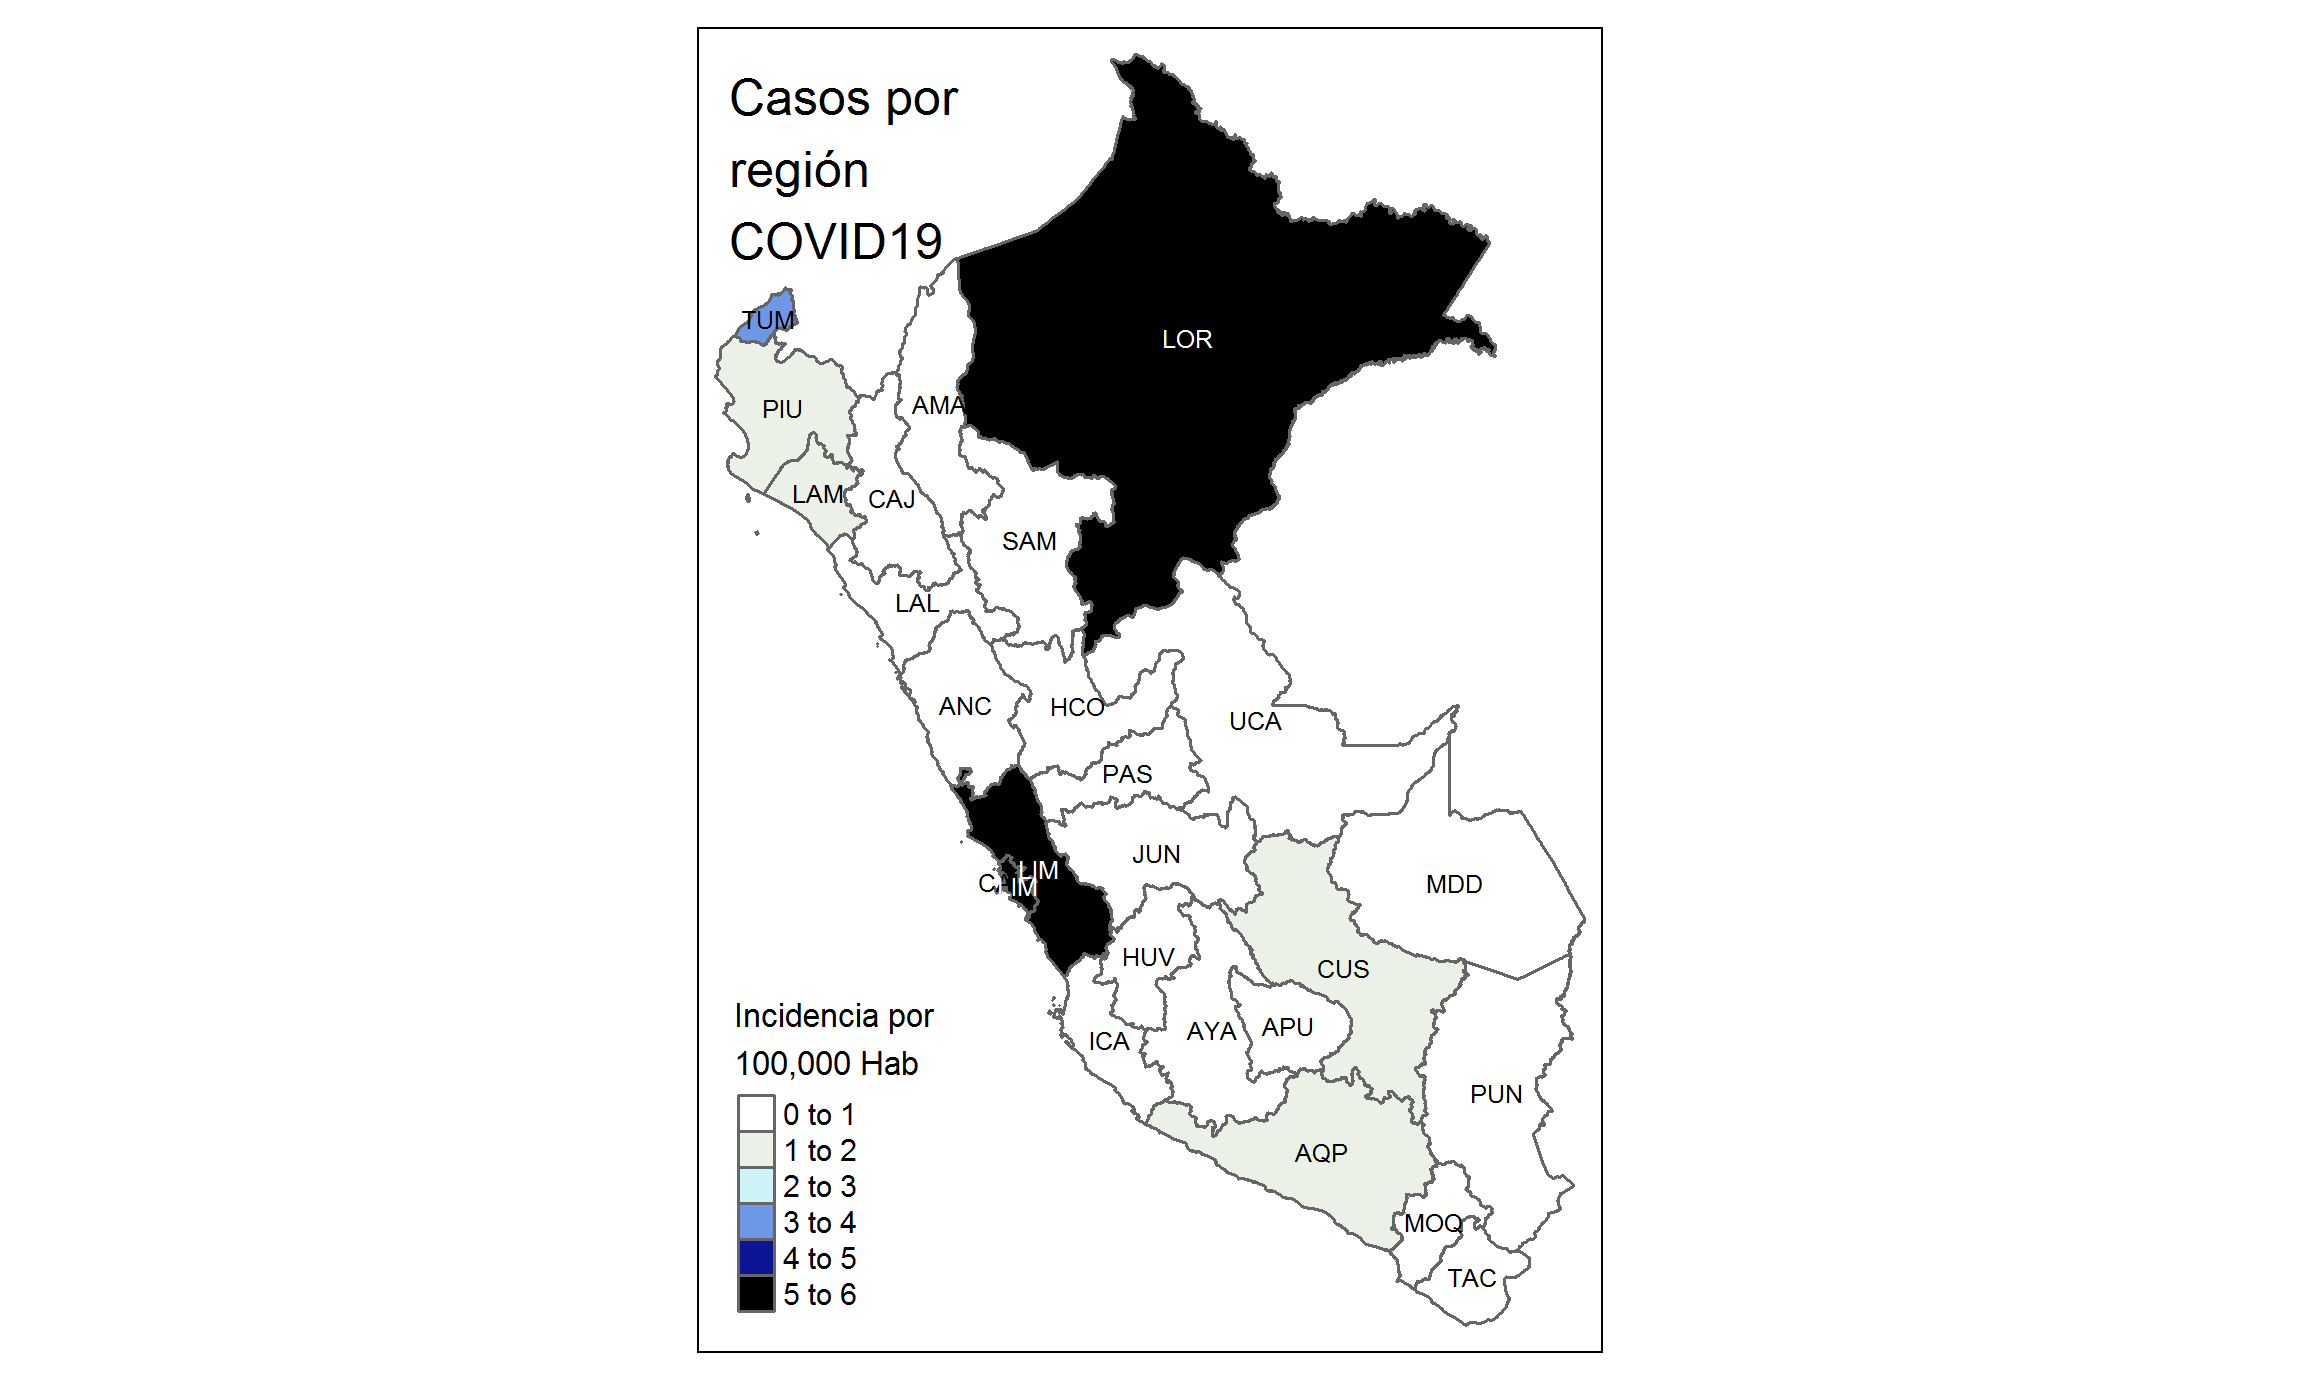 Casos por
región
COVID19
TUM
LOR
AMA
PIU
LAM
CAJ
SAM
LAL
ANC
HCO
UCA
PAS
JUN
LIM
MDD
HUV
CUS
ICA
AYA
APU
PUN
AQP
MOQ
TAC
Incidencia por
100,000 Hab
0 to 1
1 to 2
2 to 3
3 to 4
4 to 5
5 to 6